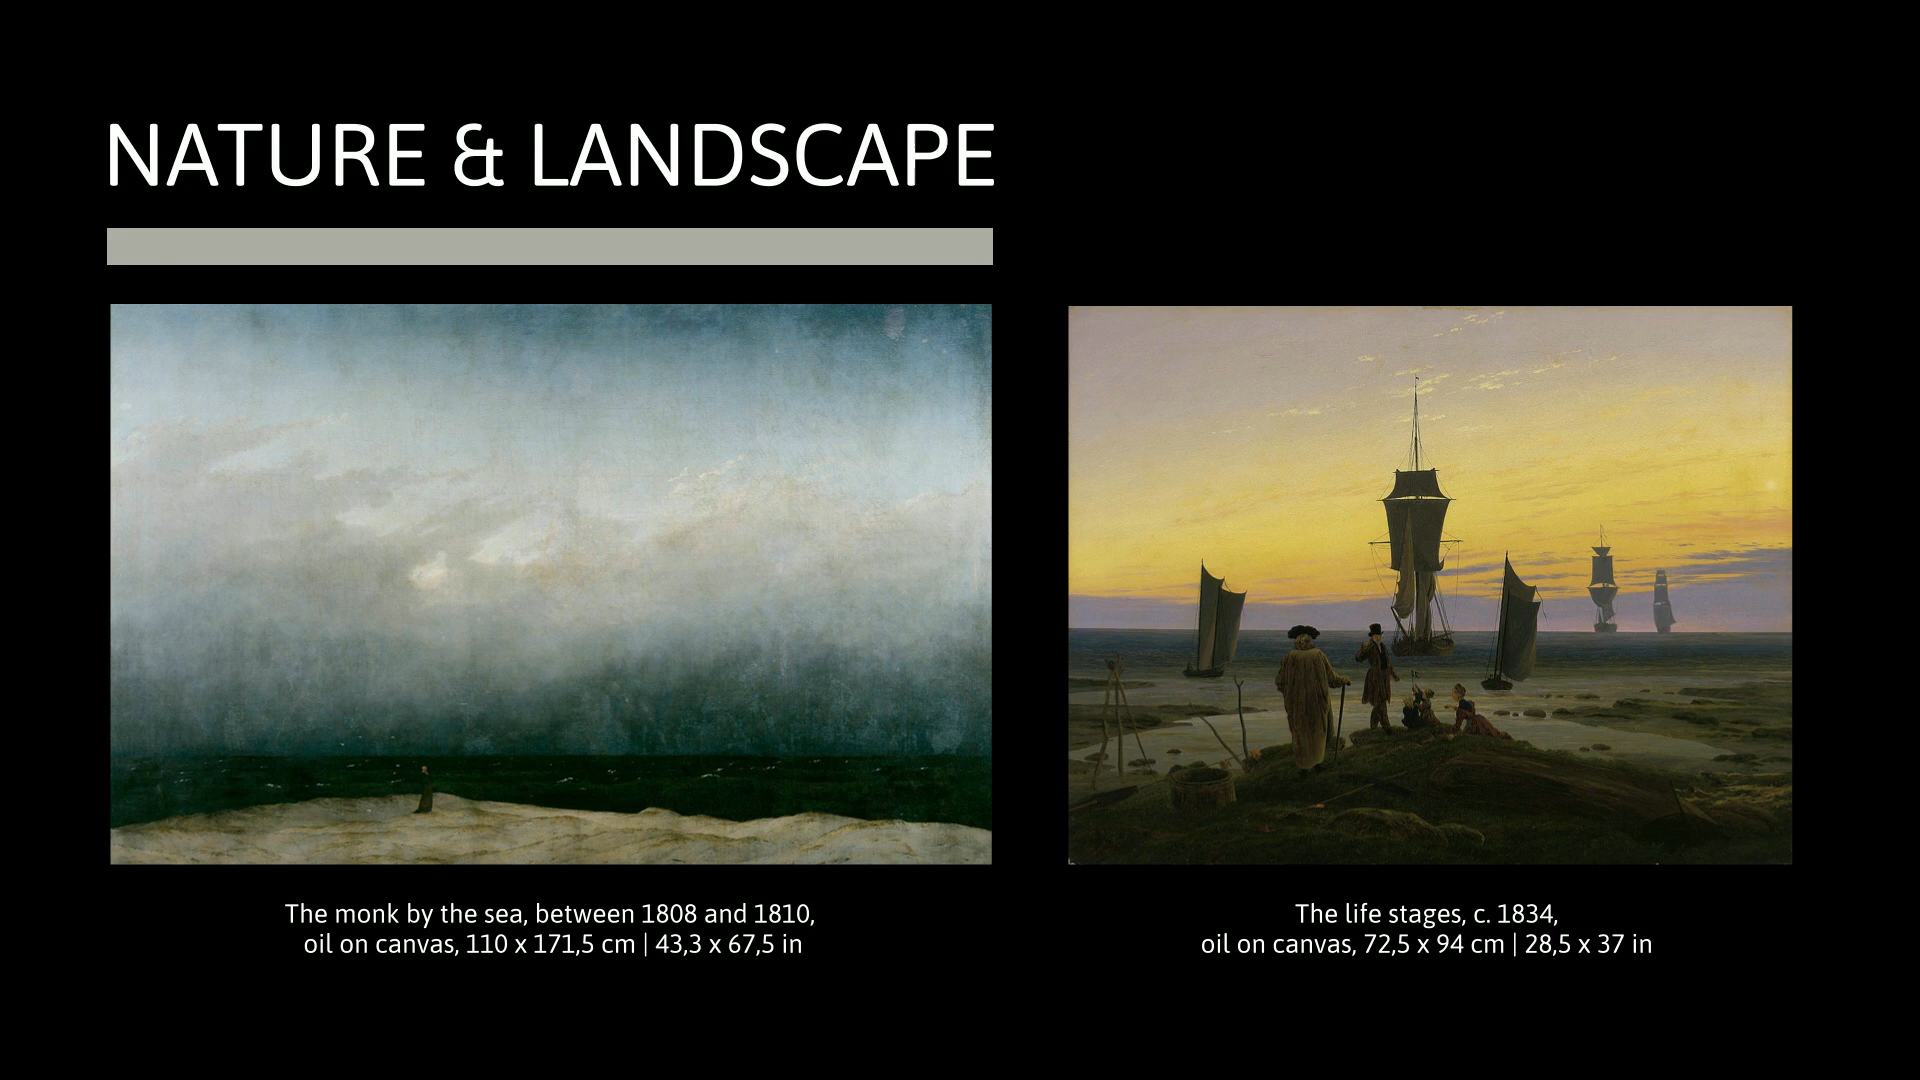 NATURE & LANDSCAPE
The monk by the sea, between 1808 and 1810,
oil on canvas, 110 x 171,5 cm | 43,3 x 67,5 in
The life stages, c. 1834,
oil on canvas, 72,5 x 94 cm | 28,5 x 37 in